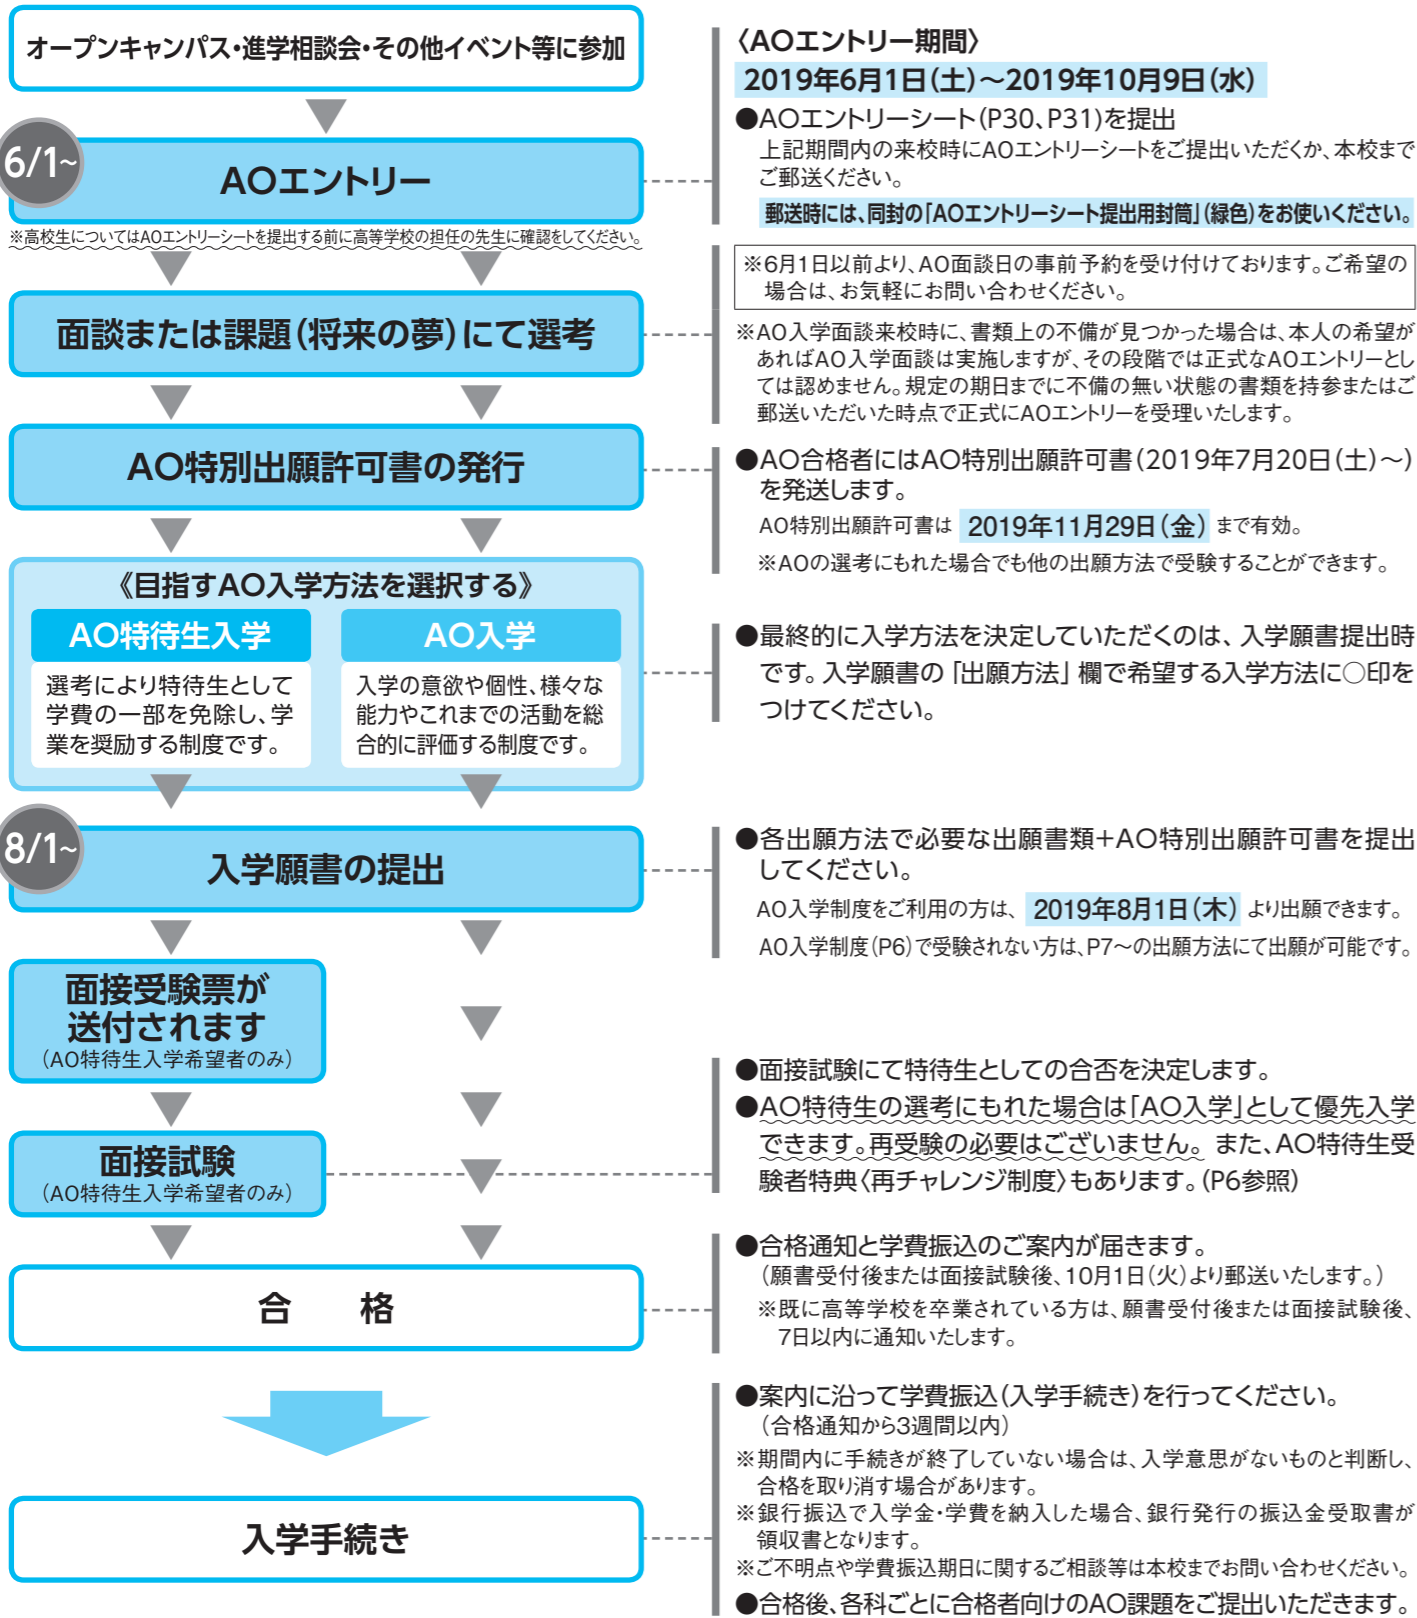 オープンキャンパス・進学相談会・その他イベント等に参加
6/1~
AOエントリー
※高校生についてはAOエントリーシートを提出する前に高等学校の担任の先生に確認をしてください。
〈AOエントリー期間〉
2019年6月1日(土)～2019年10月9日(水)
●AOエントリーシート(P30、P31)を提出
上記期間内の来校時にAOエントリーシートをご提出いただくか、本校まで
ご郵送ください。
郵送時には、同封の「AOエントリーシート提出用封筒」(緑色)をお使いください。
面談または課題(将来の夢)にて選考
※6月1日以前より、AO面談日の事前予約を受け付けております。ご希望の
場合は、お気軽にお問い合わせください。
※AO入学面談来校時に、書類上の不備が見つかった場合は、本人の希望が
あればAO入学面談は実施しますが、その段階では正式なAOエントリーとし
ては認めません。規定の期日までに不備の無い状態の書類を持参またはご
郵送いただいた時点で正式にAOエントリーを受理いたします。
AO特別出願許可書の発行
●AO合格者にはAO特別出願許可書(2019年7月20日(土)～)
を発送します。
AO特別出願許可書は 2019年11月29日(金) まで有効。
※AOの選考にもれた場合でも他の出願方法で受験することができます。
《目指すAO入学方法を選択する》
AO特待生入学
選考により特待生として
学費の一部を免除し、学
業を奨励する制度です。
AO入学
入学の意欲や個性、様々な
能力やこれまでの活動を総
合的に評価する制度です。
●最終的に入学方法を決定していただくのは、入学願書提出時
です。入学願書の「出願方法」欄で希望する入学方法に○印を
つけてください。
8/1~
入学願書の提出
●各出願方法で必要な出願書類+AO特別出願許可書を提出
してください。
AO入学制度をご利用の方は、 2019年8月1日(木) より出願できます。
AO入学制度(P6)で受験されない方は、P7～の出願方法にて出願が可能です。
面接受験票が
送付されます
(AO特待生入学希望者のみ)
面接試験
(AO特待生入学希望者のみ)
●面接試験にて特待生としての合否を決定します。
●AO特待生の選考にもれた場合は「AO入学」として優先入学
できます。再受験の必要はございません。また、AO特待生受
験者特典〈再チャレンジ制度〉もあります。(P6参照)
合　格
●合格通知と学費振込のご案内が届きます。
(願書受付後または面接試験後、10月1日(火)より郵送いたします。)
※既に高等学校を卒業されている方は、願書受付後または面接試験後、
7日以内に通知いたします。
入学手続き
●案内に沿って学費振込(入学手続き)を行ってください。
(合格通知から3週間以内)
※期間内に手続きが終了していない場合は、入学意思がないものと判断し、
合格を取り消す場合があります。
※銀行振込で入学金・学費を納入した場合、銀行発行の振込金受取書が
領収書となります。
※ご不明点や学費振込期日に関するご相談等は本校までお問い合わせください。
●合格後、各科ごとに合格者向けのAO課題をご提出いただきます。